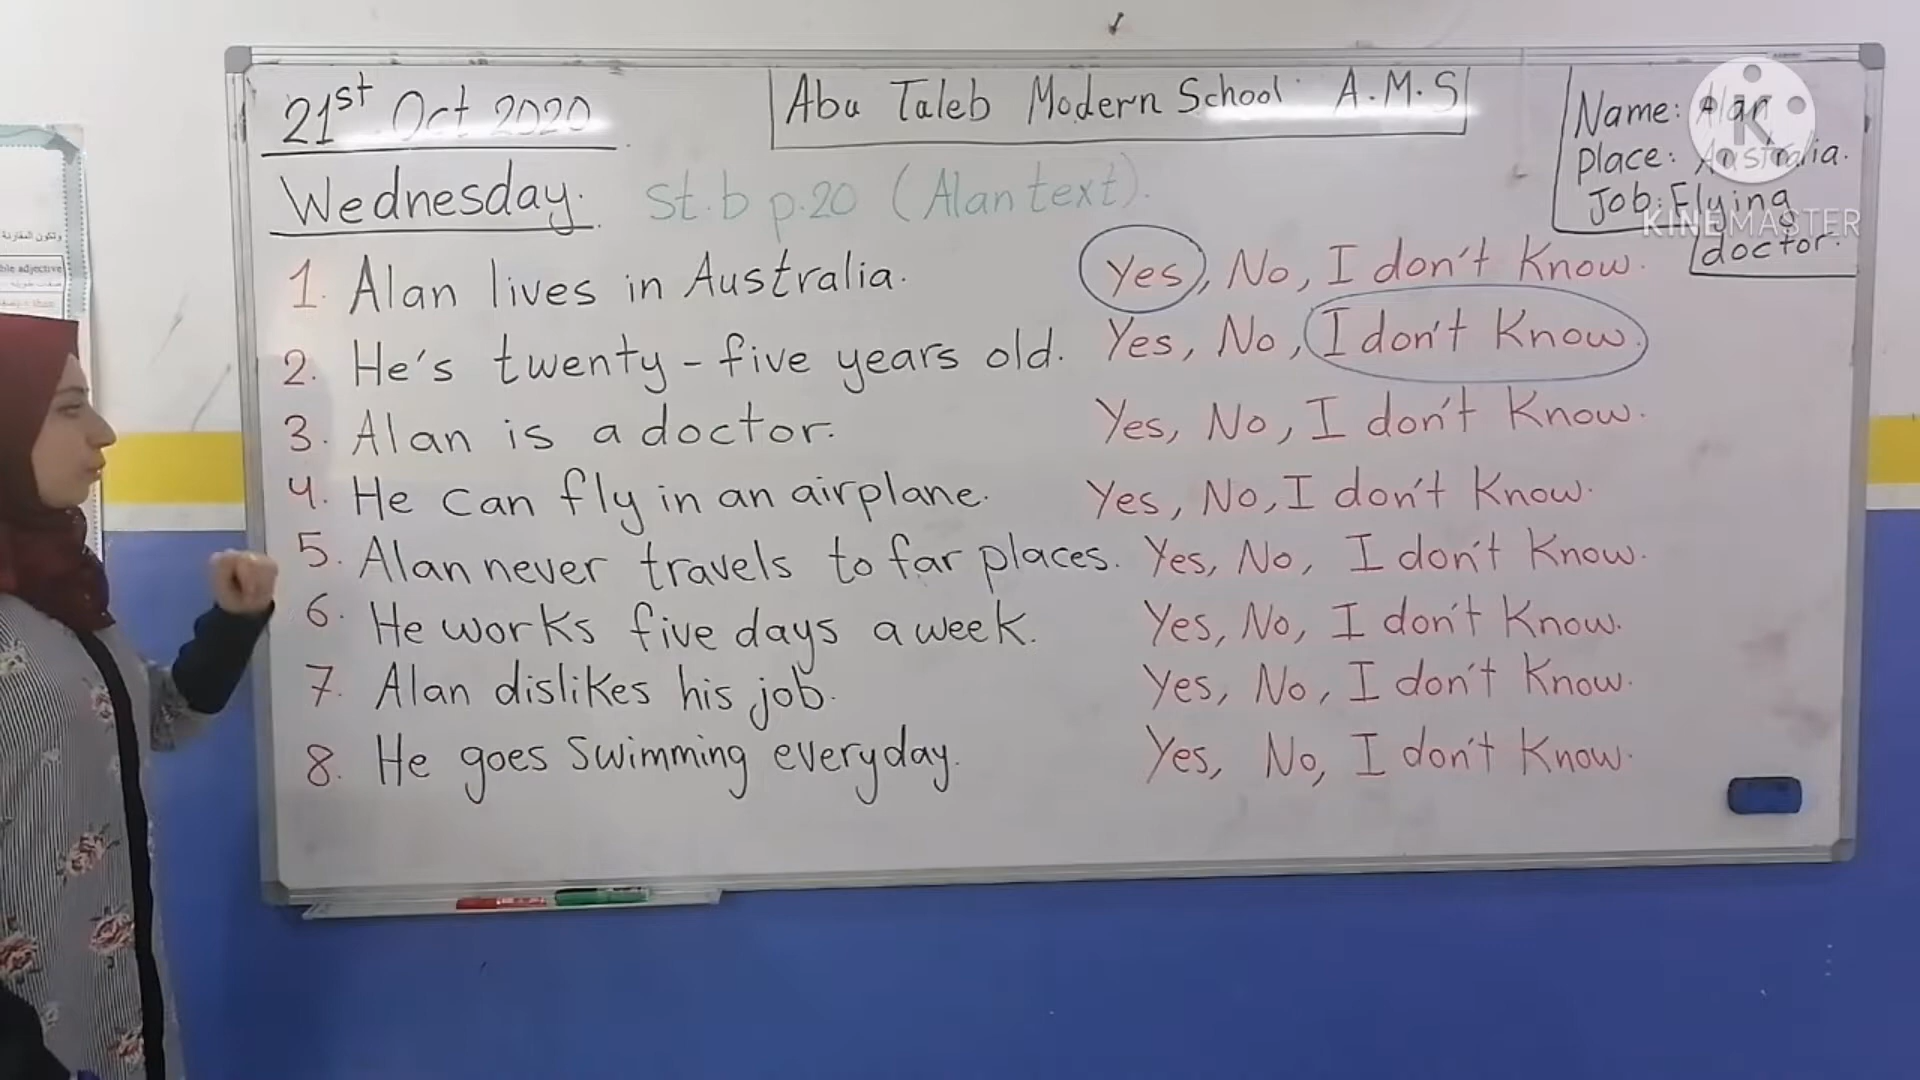 21st Oct 2020
Abu Taleb Modern School A.M.S
Name: Alan
Place: Australia.
Job: Flying
doctor.
KINEMASTER
Wednesday.
St.b p.20 (Alan text).
1. Alan lives in Australia. Yes, No, I don't Know.
2. He's twenty-five years old. Yes, No, I don't Know.
3. Alan is a doctor. Yes, No, I don't Know.
4. He can fly in an airplane. Yes, No, I don't Know.
5. Alan never travels to far places. Yes, No, I don't Know.
6. He works five days a week. Yes, No, I don't Know.
7. Alan dislikes his job. Yes, No, I don't Know.
8. He goes swimming everyday. Yes, No, I don't Know.
وتكون المقارنة
ble adjective